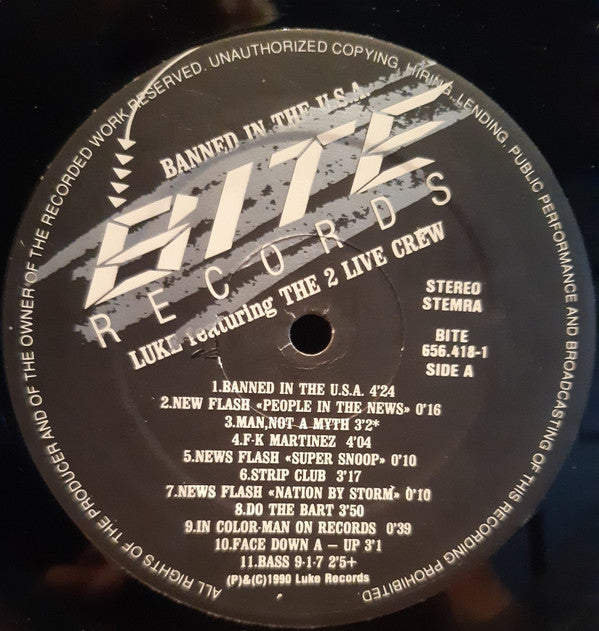 ALL RIGHTS OF THE PRODUCER AND OF THE OWNER OF THE RECORDED WORK RESERVED. UNAUTHORIZED COPYING, HIRING, LENDING, PUBLIC PERFORMANCE AND BROADCASTING OF THIS RECORDING PROHIBITED.
BANNED IN THE U.S.A.
BITE
RECORDS
LUKE featuring THE 2 LIVE CREW
STEREO
STEMRA
BITE
656.418-1
SIDE A
1.BANNED IN THE U.S.A. 4'24
2.NEW FLASH «PEOPLE IN THE NEWS» 0'16
3.MAN,NOT A MYTH 3'2*
4.F-K MARTINEZ 4'04
5.NEWS FLASH «SUPER SNOOP» 0'10
6.STRIP CLUB 3'17
7.NEWS FLASH «NATION BY STORM» 0'10
8.DO THE BART 3'50
9.IN COLOR-MAN ON RECORDS 0'39
10.FACE DOWN A – UP 3'1
11.BASS 9-1-7 2'5+
(P)&(C)1990 Luke Records